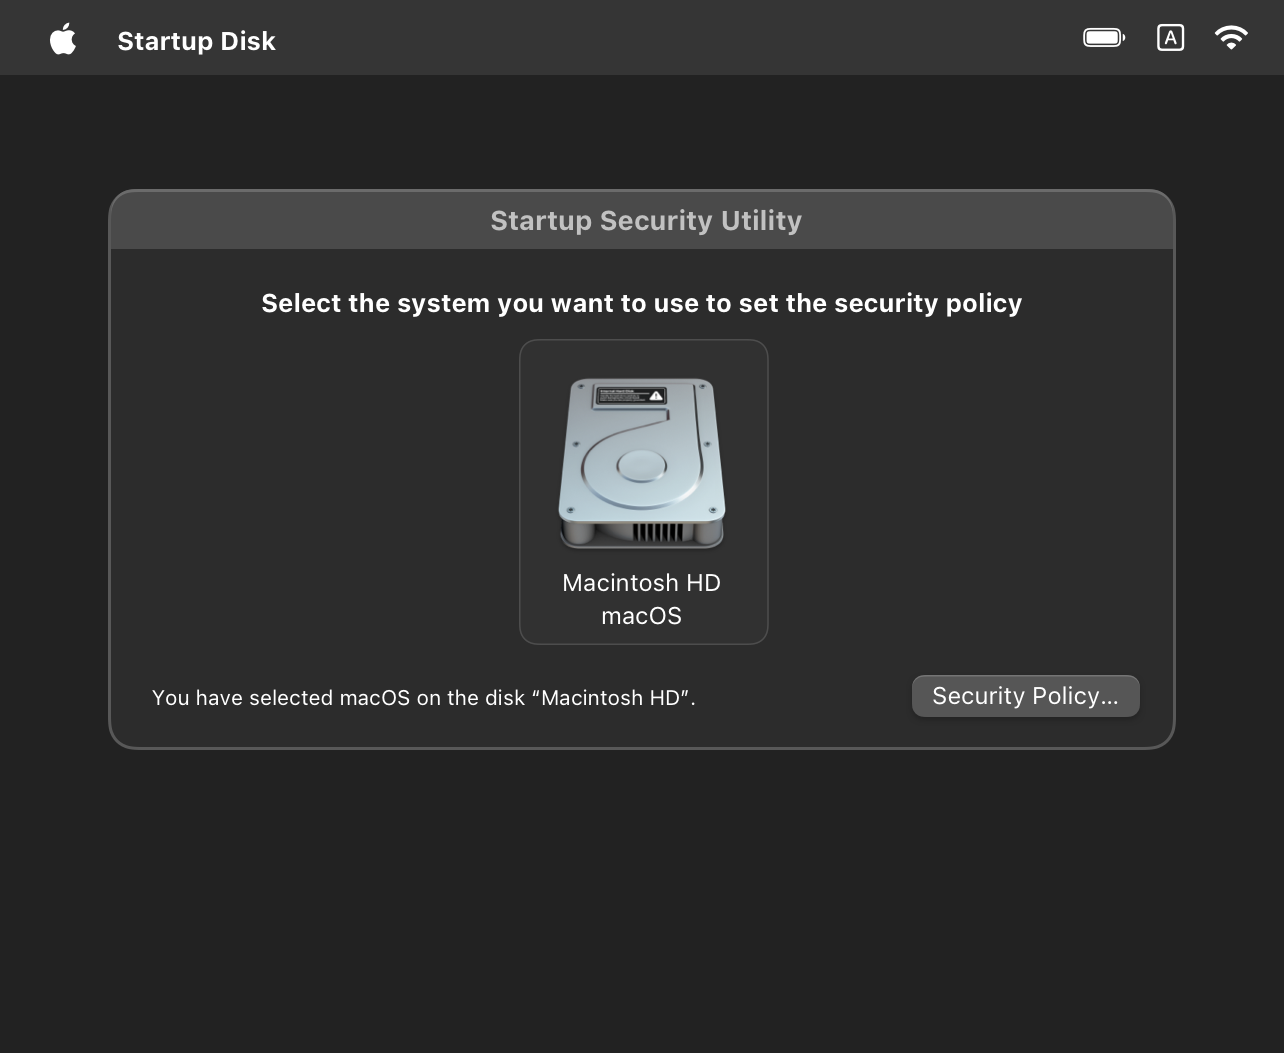 Startup Disk
A
Startup Security Utility
Select the system you want to use to set the security policy
Macintosh HD
macOS
You have selected macOS on the disk “Macintosh HD”.
Security Policy...